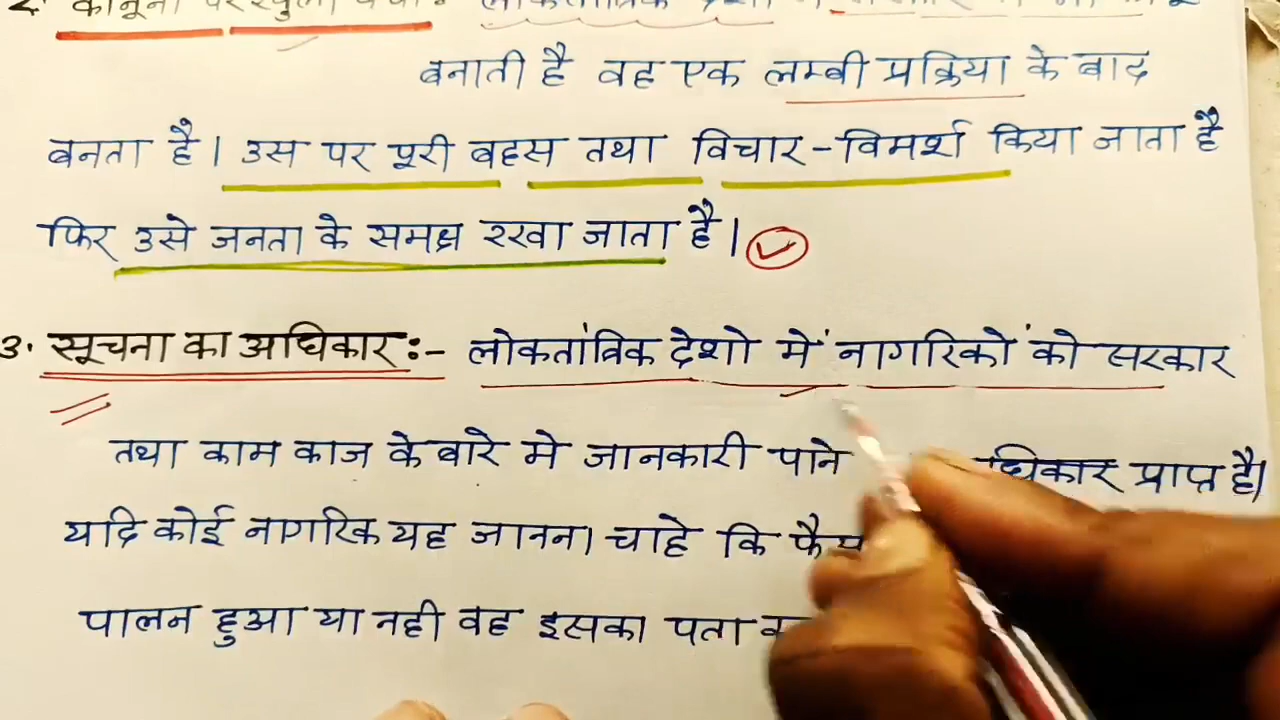 बनाती है वह एक लम्बी प्रक्रिया के बाद
बनता है। उस पर पूरी बहस तथा विचार-विमर्श किया जाता है
फिर उसे जनता के समक्ष रखा जाता है।
3. सूचना का अधिकार:- लोकतांत्रिक देशो में नागरिकों को सरकार
तथा काम काज के बारे मे जानकारी पाने प्राप्त है।
यदि कोई नागरिक यह जानना चाहे कि
पालन हुआ या नही वह इसका पता